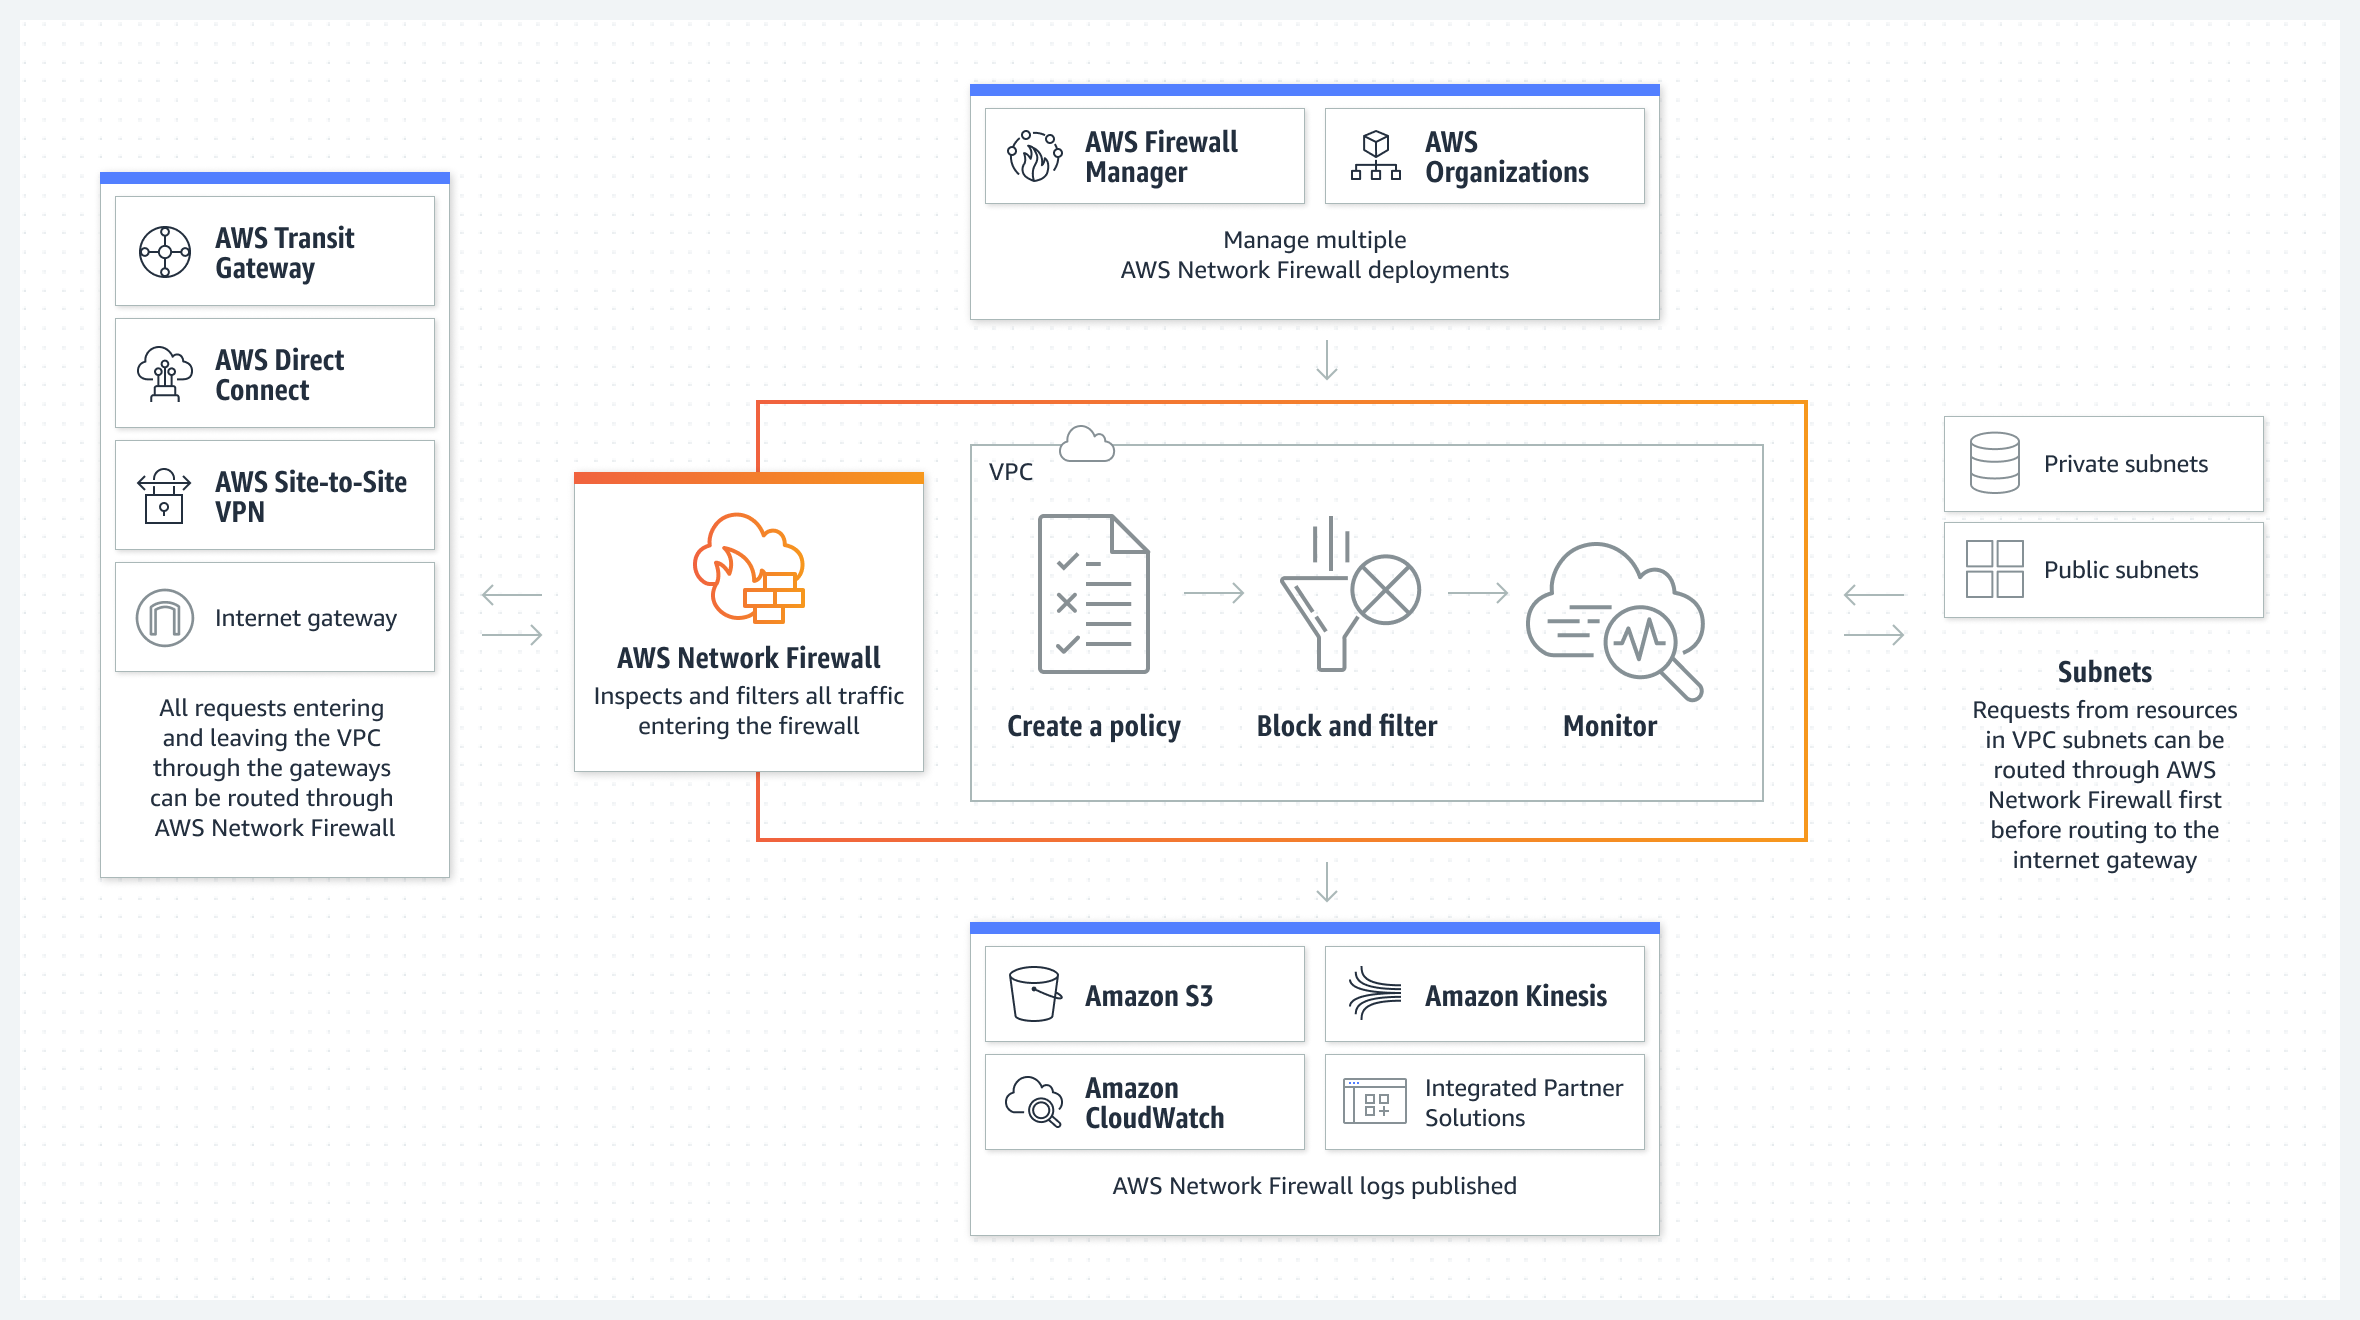 AWS Transit
Gateway
AWS Direct
Connect
AWS Site-to-Site
VPN
Internet gateway
All requests entering
and leaving the VPC
through the gateways
can be routed through
AWS Network Firewall
AWS Firewall
Manager
AWS
Organizations
Manage multiple
AWS Network Firewall deployments
AWS Network Firewall
Inspects and filters all traffic
entering the firewall
VPC
Create a policy
Block and filter
Monitor
Amazon S3
Amazon Kinesis
Amazon
CloudWatch
Integrated Partner
Solutions
AWS Network Firewall logs published
Private subnets
Public subnets
Subnets
Requests from resources
in VPC subnets can be
routed through AWS
Network Firewall first
before routing to the
internet gateway